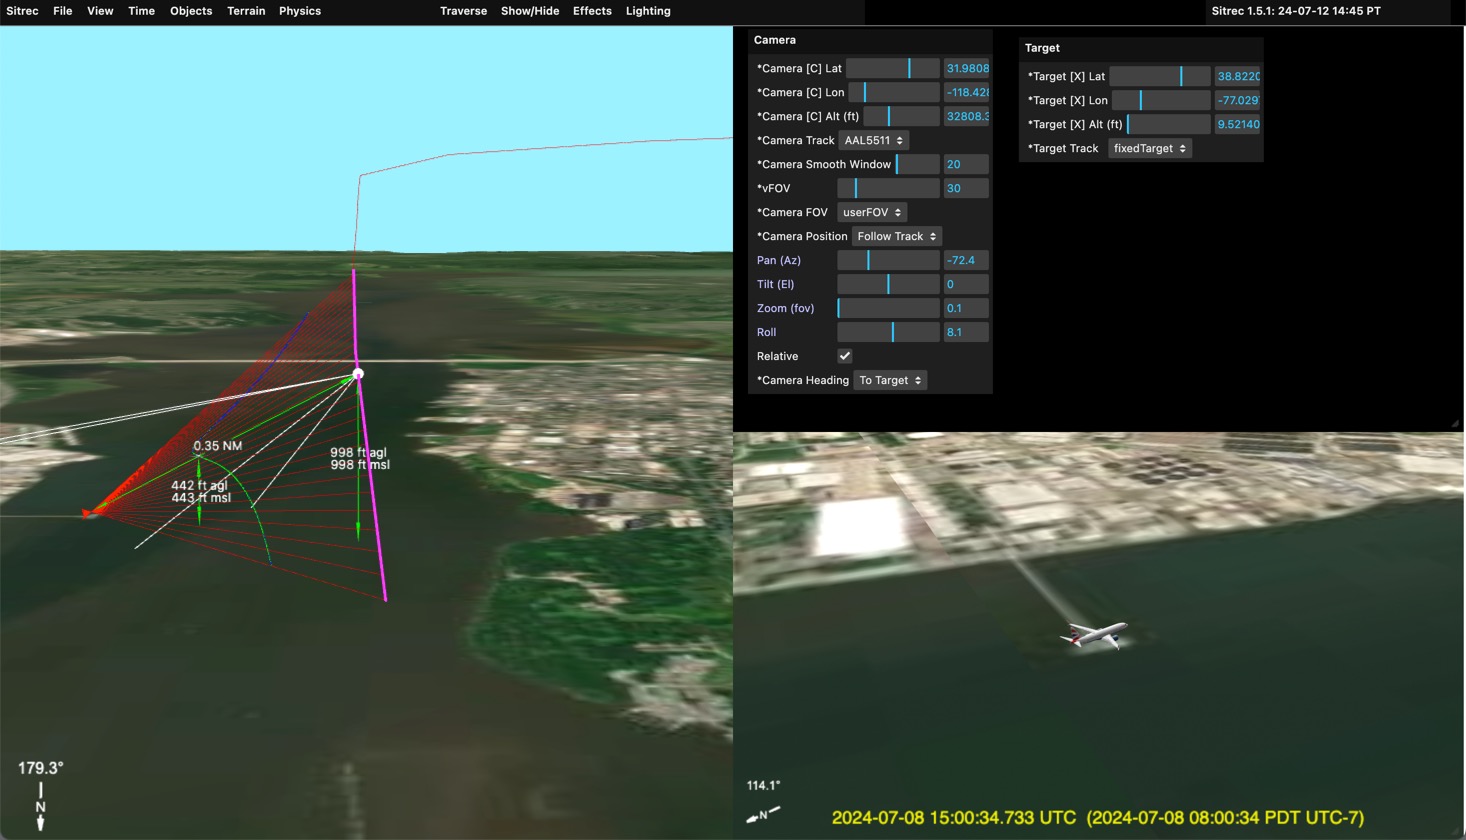 Sitrec File View Time Objects Terrain Physics Traverse Show/Hide Effects Lighting Sitrec 1.5.1: 24-07-12 14:45 PT
Camera
*Camera [C] Lat 31.9808
*Camera [C] Lon -118.428
*Camera [C] Alt (ft) 32808.3
*Camera Track AAL5511
*Camera Smooth Window 20
*vFOV 30
*Camera FOV userFOV
*Camera Position Follow Track
Pan (Az) -72.4
Tilt (El) 0
Zoom (fov) 0.1
Roll 8.1
Relative
*Camera Heading To Target
Target
*Target [X] Lat 38.8220
*Target [X] Lon -77.029
*Target [X] Alt (ft) 9.52140
*Target Track fixedTarget
0.35 NM
998 ft agl
998 ft msl
442 ft agl
443 ft msl
179.3°
N
114.1°
N
2024-07-08 15:00:34.733 UTC (2024-07-08 08:00:34 PDT UTC-7)